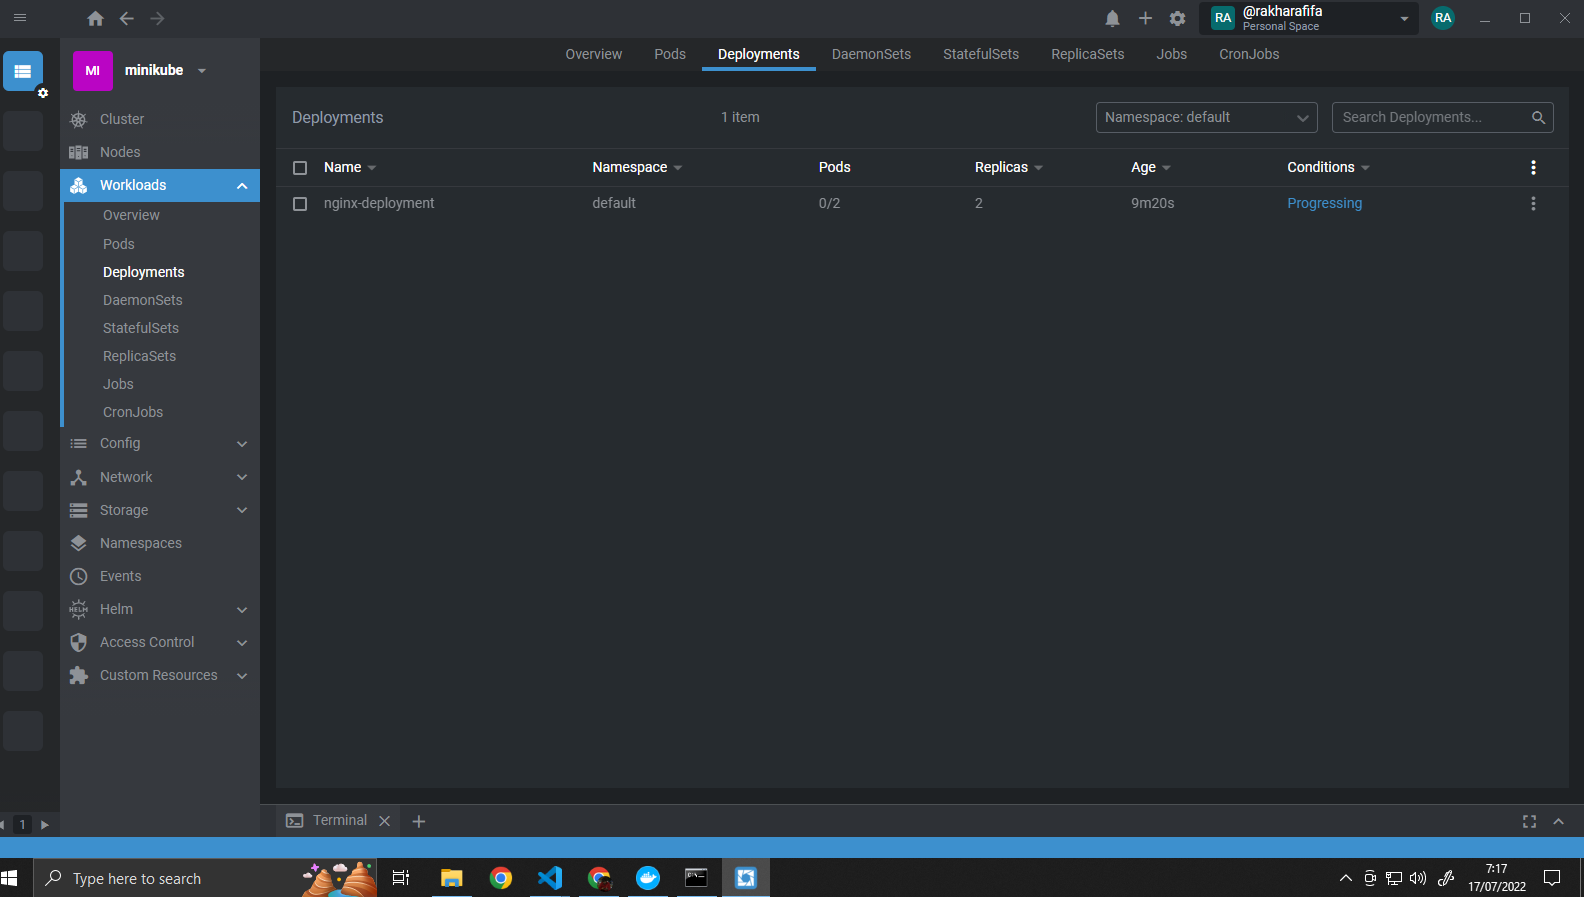 @rakharafifa
RA
Personal Space
RA
MI
minikube
Cluster
Nodes
Workloads
Overview
Pods
Deployments
DaemonSets
StatefulSets
ReplicaSets
Jobs
CronJobs
Config
Network
Storage
Namespaces
Events
HELM
Helm
Access Control
Custom Resources
1
Overview Pods Deployments DaemonSets StatefulSets ReplicaSets Jobs CronJobs
Deployments 1 item Namespace: default Search Deployments...
Name Namespace Pods Replicas Age Conditions
nginx-deployment default 0/2 2 9m20s Progressing
Terminal
Type here to search
7:17
17/07/2022